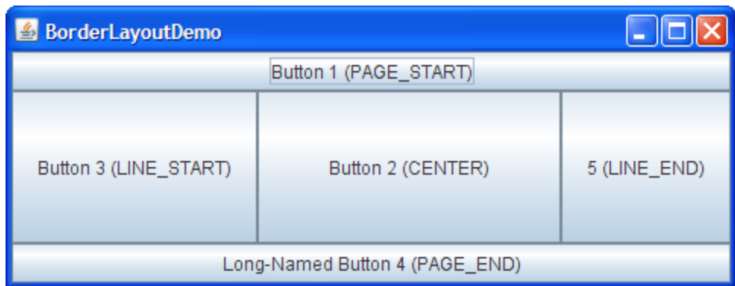 BorderLayoutDemo
Button 1 (PAGE_START)
Button 3 (LINE_START)
Button 2 (CENTER)
5 (LINE_END)
Long-Named Button 4 (PAGE_END)